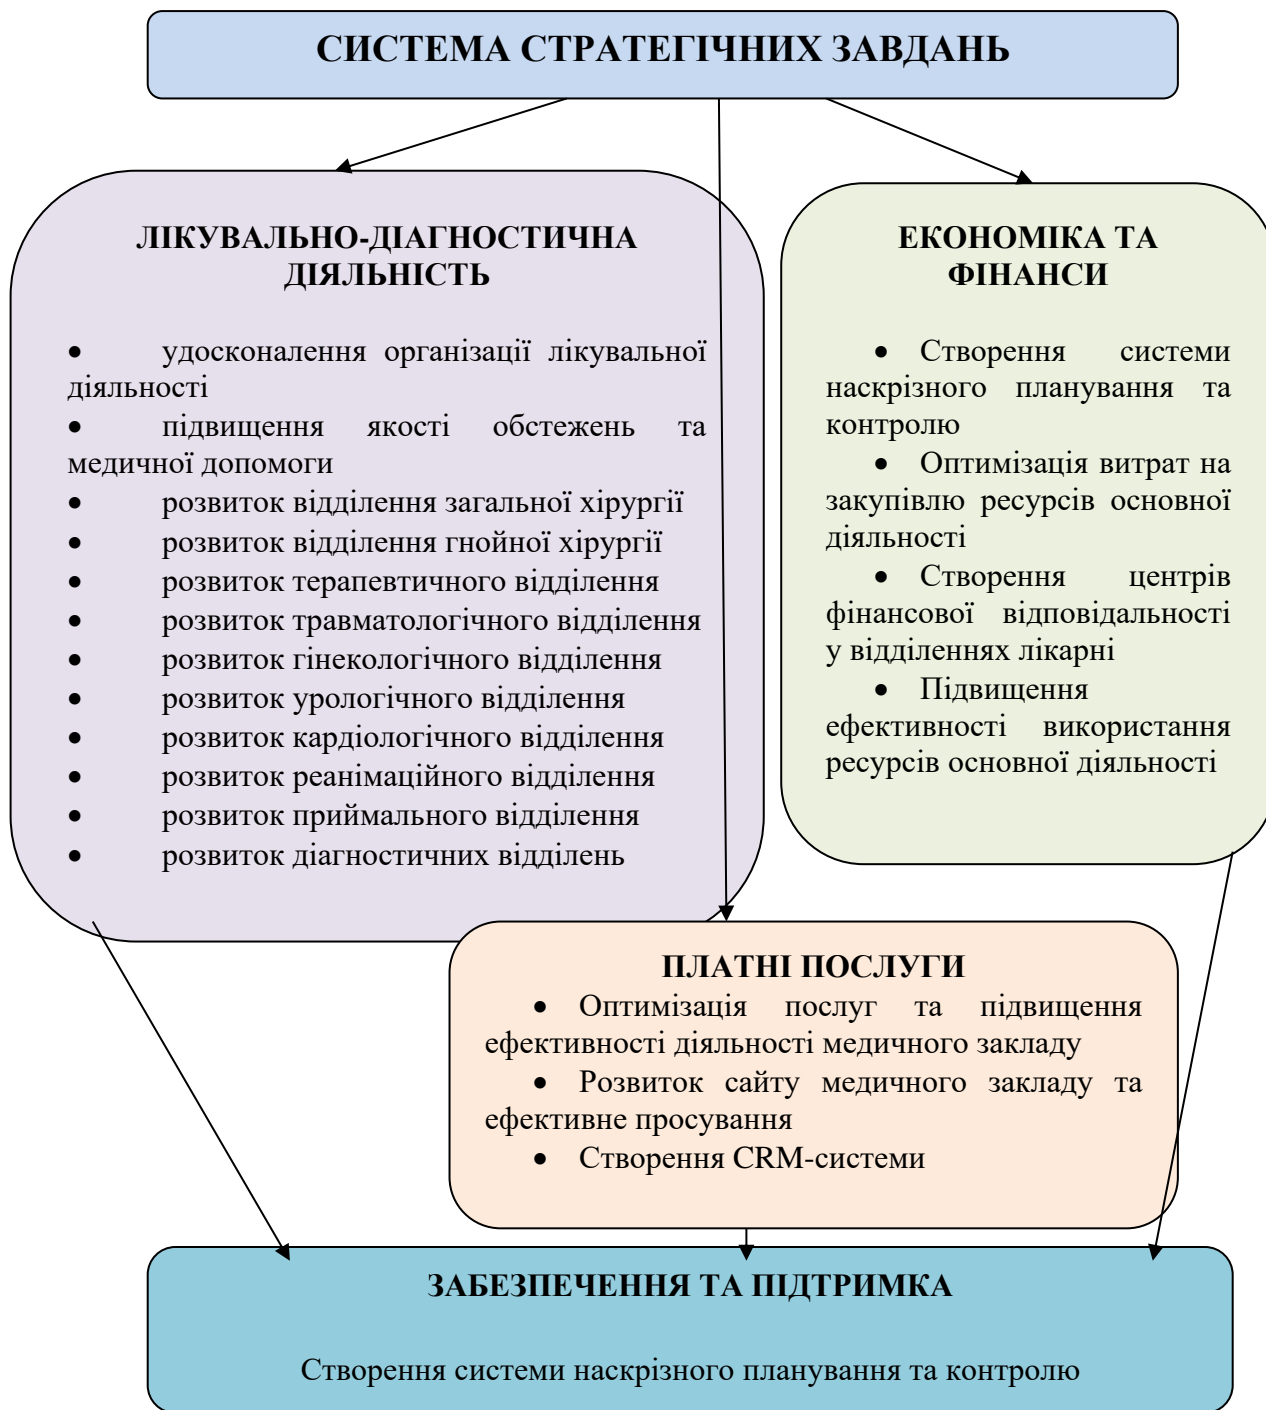 СИСТЕМА СТРАТЕГІЧНИХ ЗАВДАНЬ
ЛІКУВАЛЬНО-ДІАГНОСТИЧНА
ДІЯЛЬНІСТЬ
• удосконалення організації лікувальної
діяльності
• підвищення якості обстежень та
медичної допомоги
• розвиток відділення загальної хірургії
• розвиток відділення гнойної хірургії
• розвиток терапевтичного відділення
• розвиток травматологічного відділення
• розвиток гінекологічного відділення
• розвиток урологічного відділення
• розвиток кардіологічного відділення
• розвиток реанімаційного відділення
• розвиток приймального відділення
• розвиток діагностичних відділень
ЕКОНОМІКА ТА
ФІНАНСИ
• Створення системи
наскрізного планування та
контролю
• Оптимізація витрат на
закупівлю ресурсів основної
діяльності
• Створення центрів
фінансової відповідальності
у відділеннях лікарні
• Підвищення
ефективності використання
ресурсів основної діяльності
ПЛАТНІ ПОСЛУГИ
• Оптимізація послуг та підвищення
ефективності діяльності медичного закладу
• Розвиток сайту медичного закладу та
ефективне просування
• Створення CRM-системи
ЗАБЕЗПЕЧЕННЯ ТА ПІДТРИМКА
Створення системи наскрізного планування та контролю